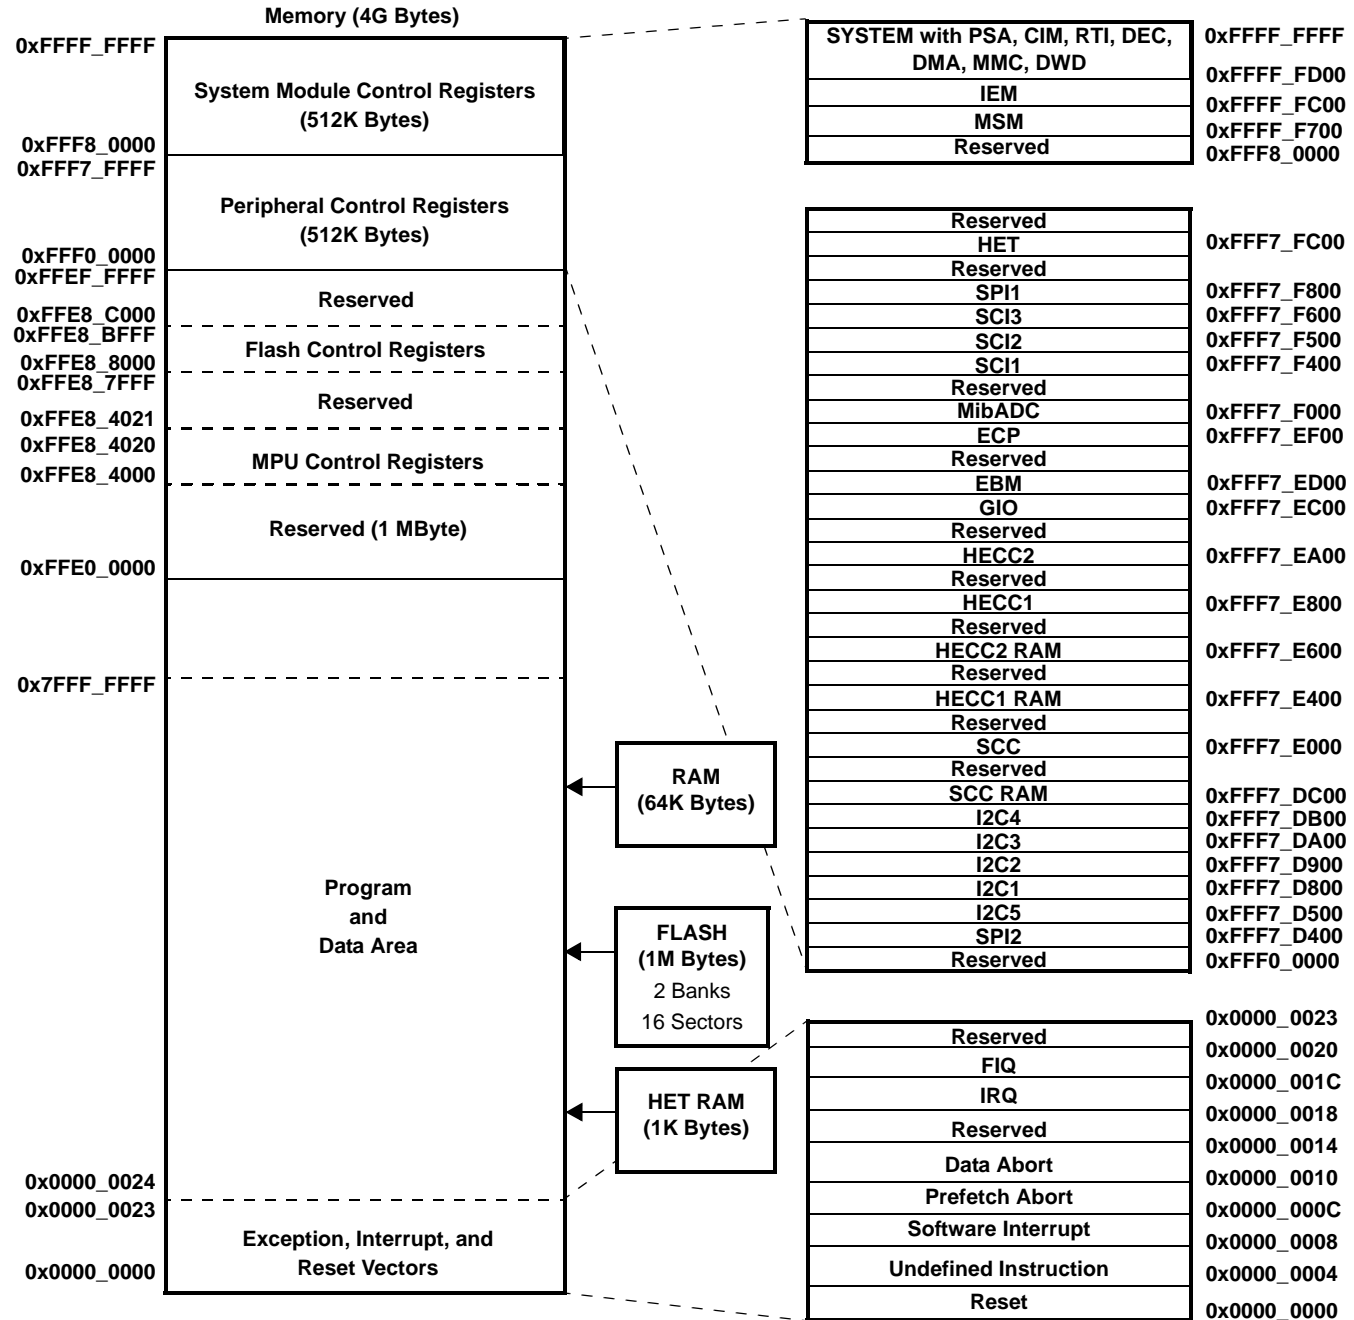 Memory (4G Bytes)
0xFFFF_FFFF
System Module Control Registers
(512K Bytes)
0xFFF8_0000
0xFFF7_FFFF
Peripheral Control Registers
(512K Bytes)
0xFFF0_0000
0xFFEF_FFFF
Reserved
0xFFE8_C000
0xFFE8_BFFF
Flash Control Registers
0xFFE8_8000
0xFFE8_7FFF
Reserved
0xFFE8_4021
0xFFE8_4020
MPU Control Registers
0xFFE8_4000
Reserved (1 MByte)
0xFFE0_0000
0x7FFF_FFFF
Program
and
Data Area
0x0000_0024
0x0000_0023
Exception, Interrupt, and
Reset Vectors
0x0000_0000
RAM
(64K Bytes)
FLASH
(1M Bytes)
2 Banks
16 Sectors
HET RAM
(1K Bytes)
SYSTEM with PSA, CIM, RTI, DEC,
DMA, MMC, DWD
0xFFFF_FFFF
0xFFFF_FD00
IEM
0xFFFF_FC00
MSM
0xFFFF_F700
Reserved
0xFFF8_0000
Reserved
HET
0xFFF7_FC00
Reserved
SPI1
0xFFF7_F800
SCI3
0xFFF7_F600
SCI2
0xFFF7_F500
SCI1
0xFFF7_F400
Reserved
MibADC
0xFFF7_F000
ECP
0xFFF7_EF00
Reserved
EBM
0xFFF7_ED00
GIO
0xFFF7_EC00
Reserved
HECC2
0xFFF7_EA00
Reserved
HECC1
0xFFF7_E800
Reserved
HECC2 RAM
0xFFF7_E600
Reserved
HECC1 RAM
0xFFF7_E400
Reserved
SCC
0xFFF7_E000
Reserved
SCC RAM
0xFFF7_DC00
I2C4
0xFFF7_DB00
I2C3
0xFFF7_DA00
I2C2
0xFFF7_D900
I2C1
0xFFF7_D800
I2C5
0xFFF7_D500
SPI2
0xFFF7_D400
Reserved
0xFFF0_0000
0x0000_0023
Reserved
0x0000_0020
FIQ
0x0000_001C
IRQ
0x0000_0018
Reserved
0x0000_0014
Data Abort
0x0000_0010
Prefetch Abort
0x0000_000C
Software Interrupt
0x0000_0008
Undefined Instruction
0x0000_0004
Reset
0x0000_0000